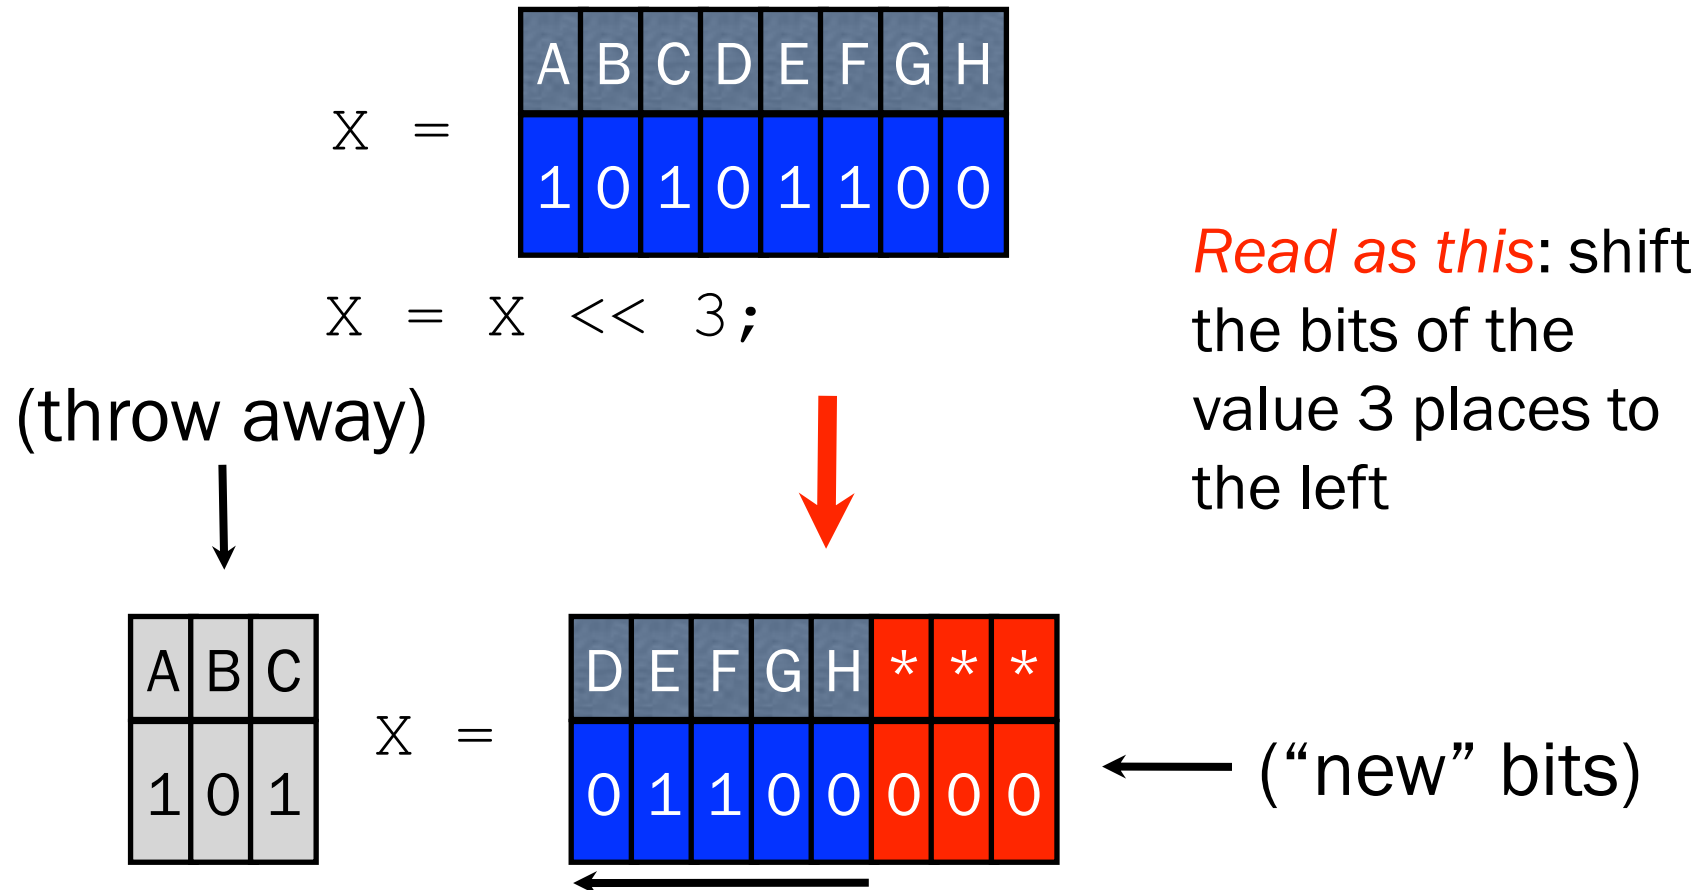 A B C D E F G H
X =
1 0 1 0 1 1 0 0
X = X << 3;
Read as this: shift
the bits of the
value 3 places to
the left
(throw away)
A B C
1 0 1
X =
D E F G H * * *
0 1 1 0 0 0 0 0
(“new” bits)